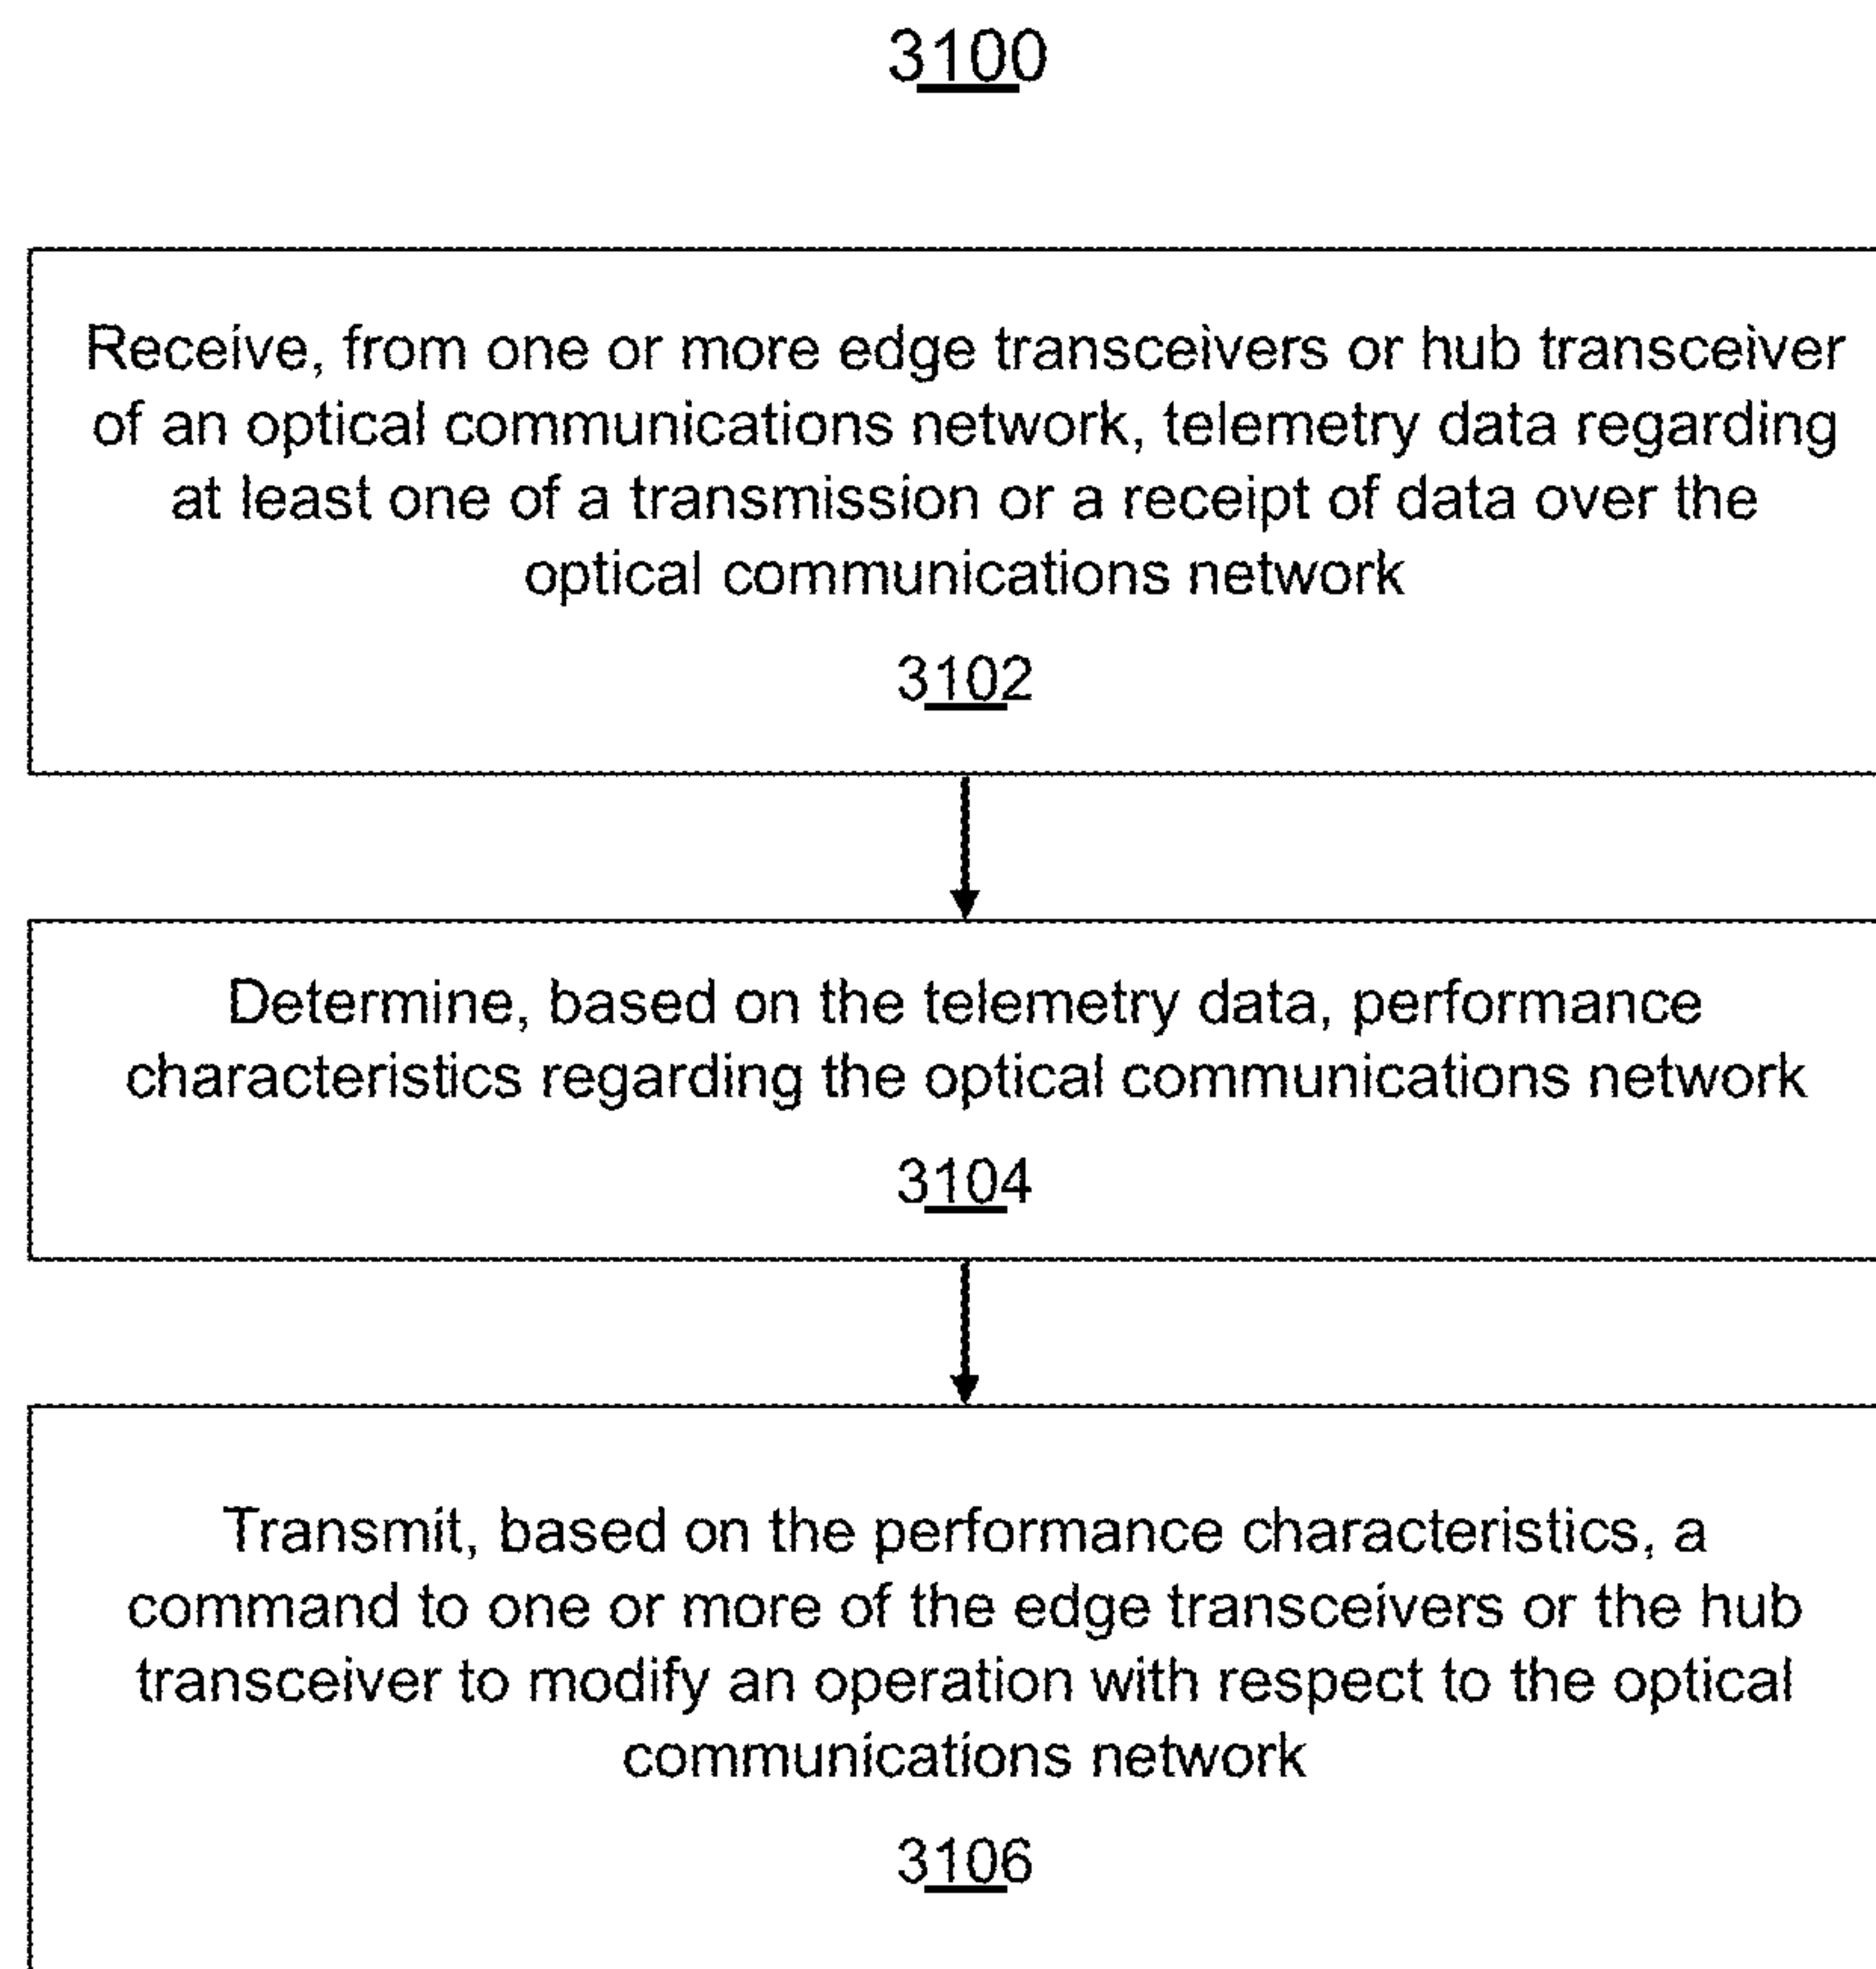 3100
Receive, from one or more edge transceivers or hub transceiver
of an optical communications network, telemetry data regarding
at least one of a transmission or a receipt of data over the
optical communications network
3102
Determine, based on the telemetry data, performance
characteristics regarding the optical communications network
3104
Transmit, based on the performance characteristics, a
command to one or more of the edge transceivers or the hub
transceiver to modify an operation with respect to the optical
communications network
3106